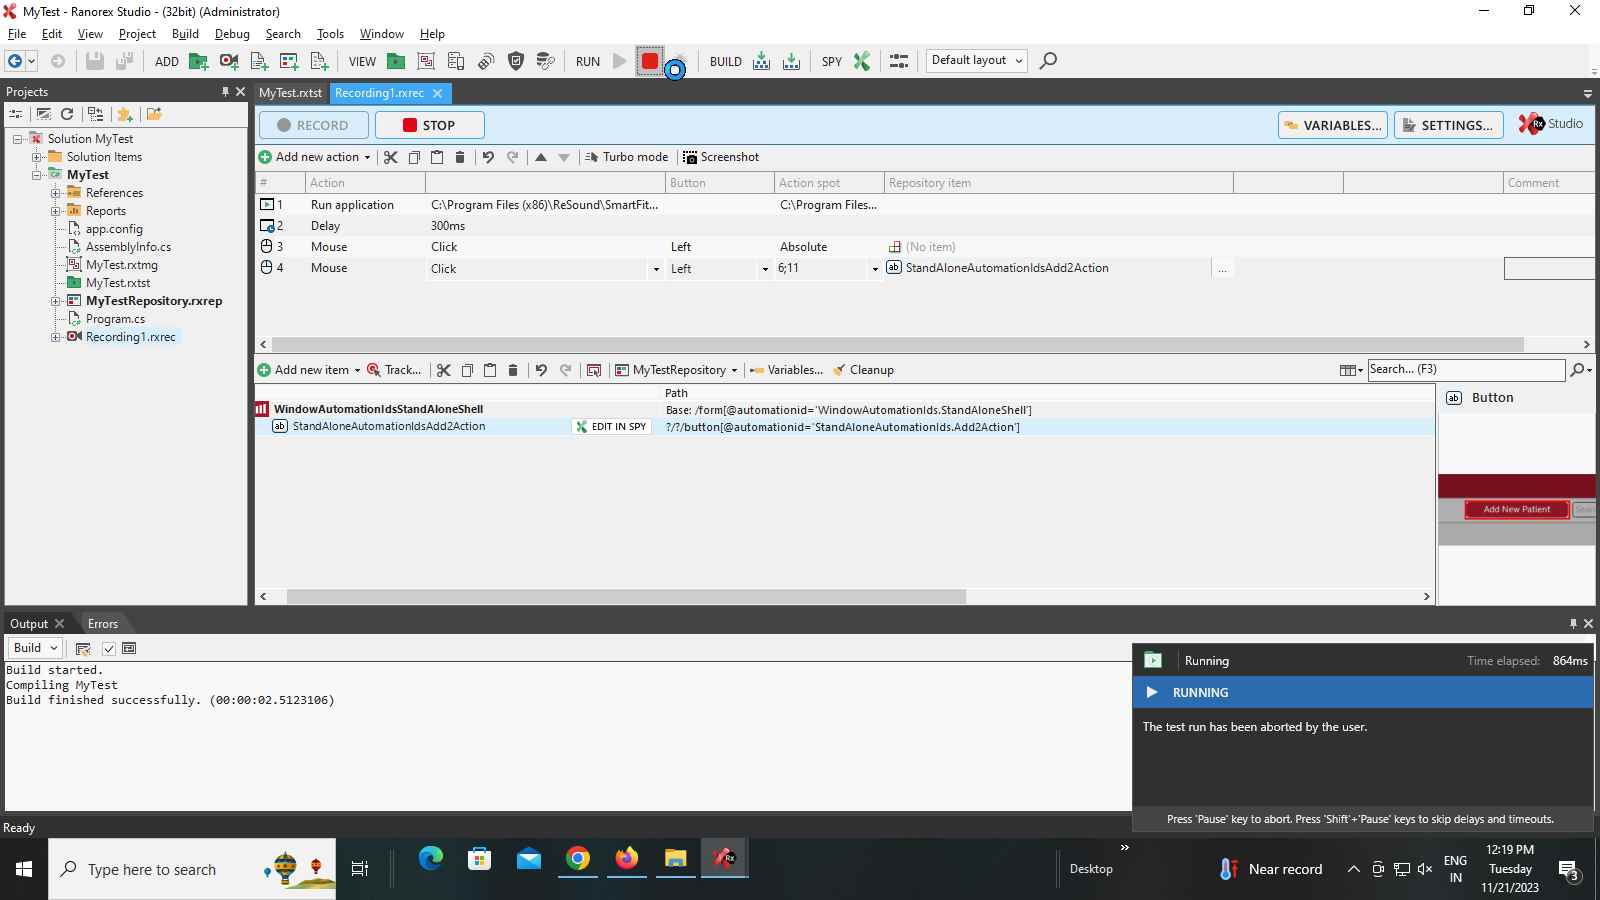 MyTest - Ranorex Studio - (32bit) (Administrator)
File Edit View Project Build Debug Search Tools Window Help
ADD VIEW RUN BUILD SPY Default layout
Projects
MyTest.rxtst Recording1.rxrec
RECORD STOP VARIABLES... SETTINGS... Rx Studio
Add new action Turbo mode Screenshot
# Action Button Action spot Repository item Comment
1 Run application C:\Program Files (x86)\ReSound\SmartFit... C:\Program Files...
2 Delay 300ms
3 Mouse Click Left Absolute (No item)
4 Mouse Click Left 6;11 ab StandAloneAutomationIdsAdd2Action ...
Solution MyTest
Solution Items
MyTest
References
Reports
app.config
AssemblyInfo.cs
MyTest.rxtmg
MyTest.rxtst
MyTestRepository.rxrep
Program.cs
Recording1.rxrec
Add new item Track... MyTestRepository Variables... Cleanup Search... (F3)
Path
WindowAutomationIdsStandAloneShell Base: /form[@automationid='WindowAutomationIds.StandAloneShell']
ab StandAloneAutomationIdsAdd2Action EDIT IN SPY ?/?/button[@automationid='StandAloneAutomationIds.Add2Action']
ab Button
Add New Patient
Output Errors
Build
Build started.
Compiling MyTest
Build finished successfully. (00:00:02.5123106)
Running Time elapsed: 864ms
RUNNING
The test run has been aborted by the user.
Press 'Pause' key to abort. Press 'Shift'+'Pause' keys to skip delays and timeouts.
Ready
Type here to search Rx Desktop Near record ENG IN 12:19 PM Tuesday 11/21/2023 3